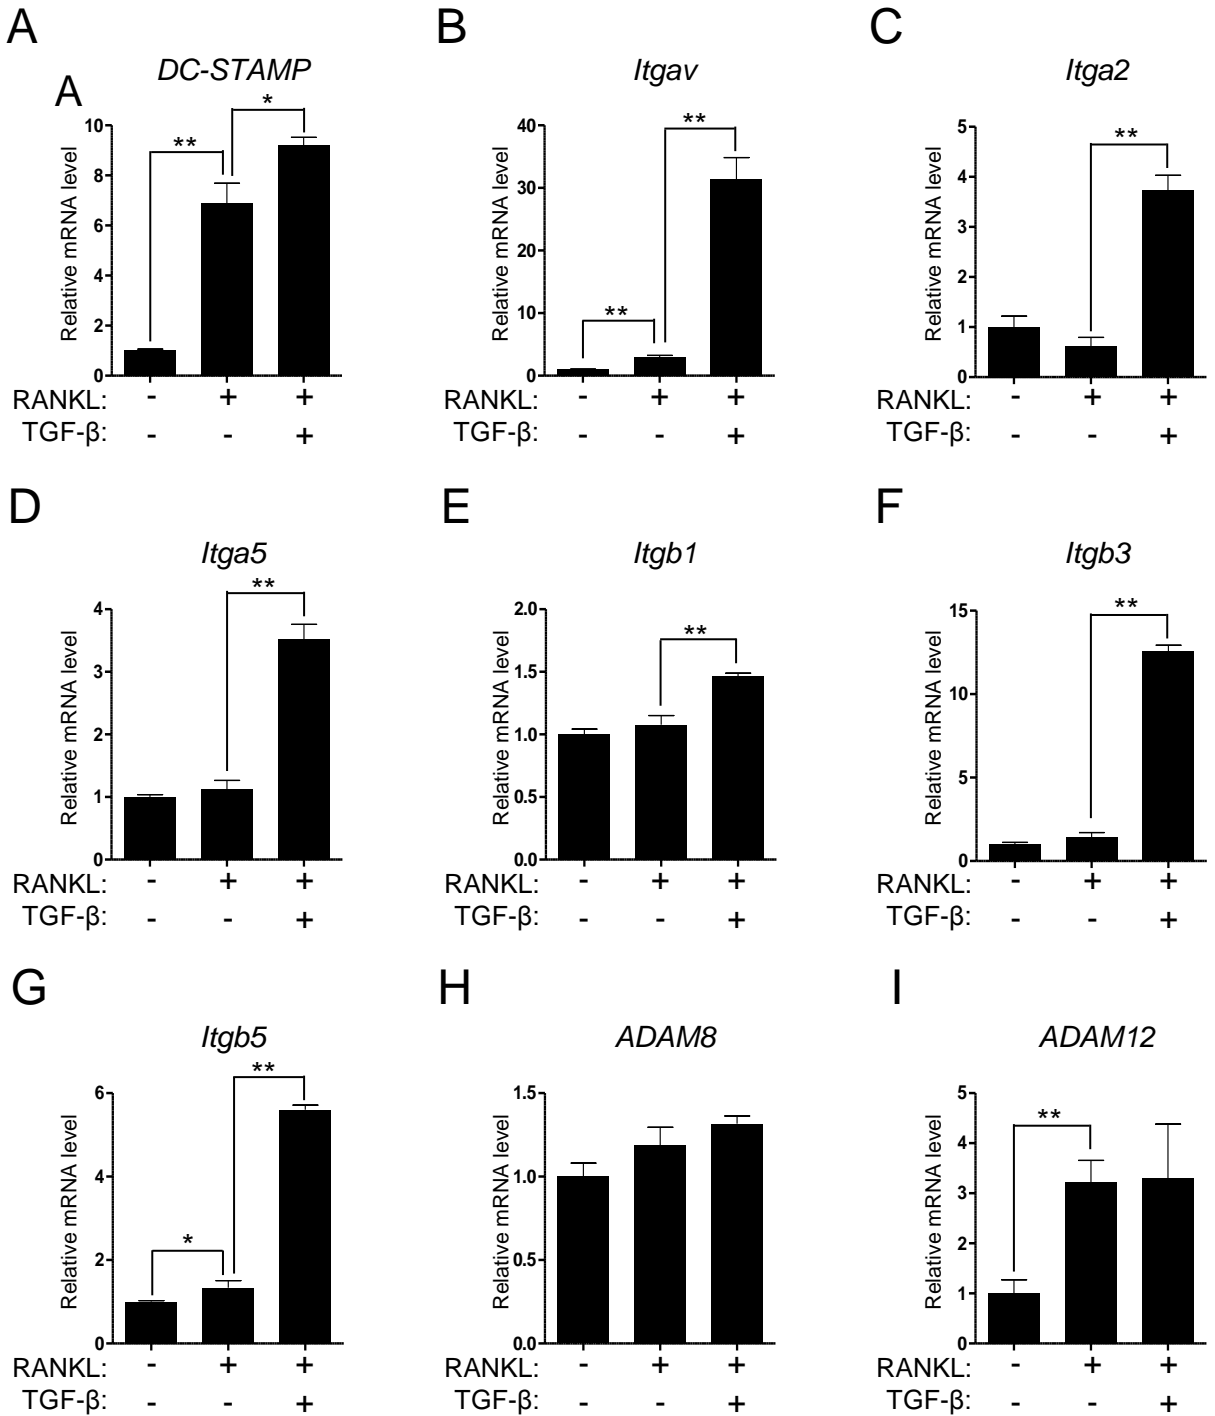 A B C
DC-STAMP Itgav Itga2
A
* ** **
** **
Relative mRNA level Relative mRNA level Relative mRNA level
10 8 6 4 2 0
40 30 20 10 0
5 4 3 2 1 0
RANKL: - + + RANKL: - + + RANKL: - + +
TGF-β: - - + TGF-β: - - + TGF-β: - - +
D E F
Itga5 Itgb1 Itgb3
** ** **
Relative mRNA level Relative mRNA level Relative mRNA level
4 3 2 1 0
2.0 1.5 1.0 0.5 0.0
15 10 5 0
RANKL: - + + RANKL: - + + RANKL: - + +
TGF-β: - - + TGF-β: - - + TGF-β: - - +
G H I
Itgb5 ADAM8 ADAM12
** **
*
Relative mRNA level Relative mRNA level Relative mRNA level
6 4 2 0
1.5 1.0 0.5 0.0
5 4 3 2 1 0
RANKL: - + + RANKL: - + + RANKL: - + +
TGF-β: - - + TGF-β: - - + TGF-β: - - +